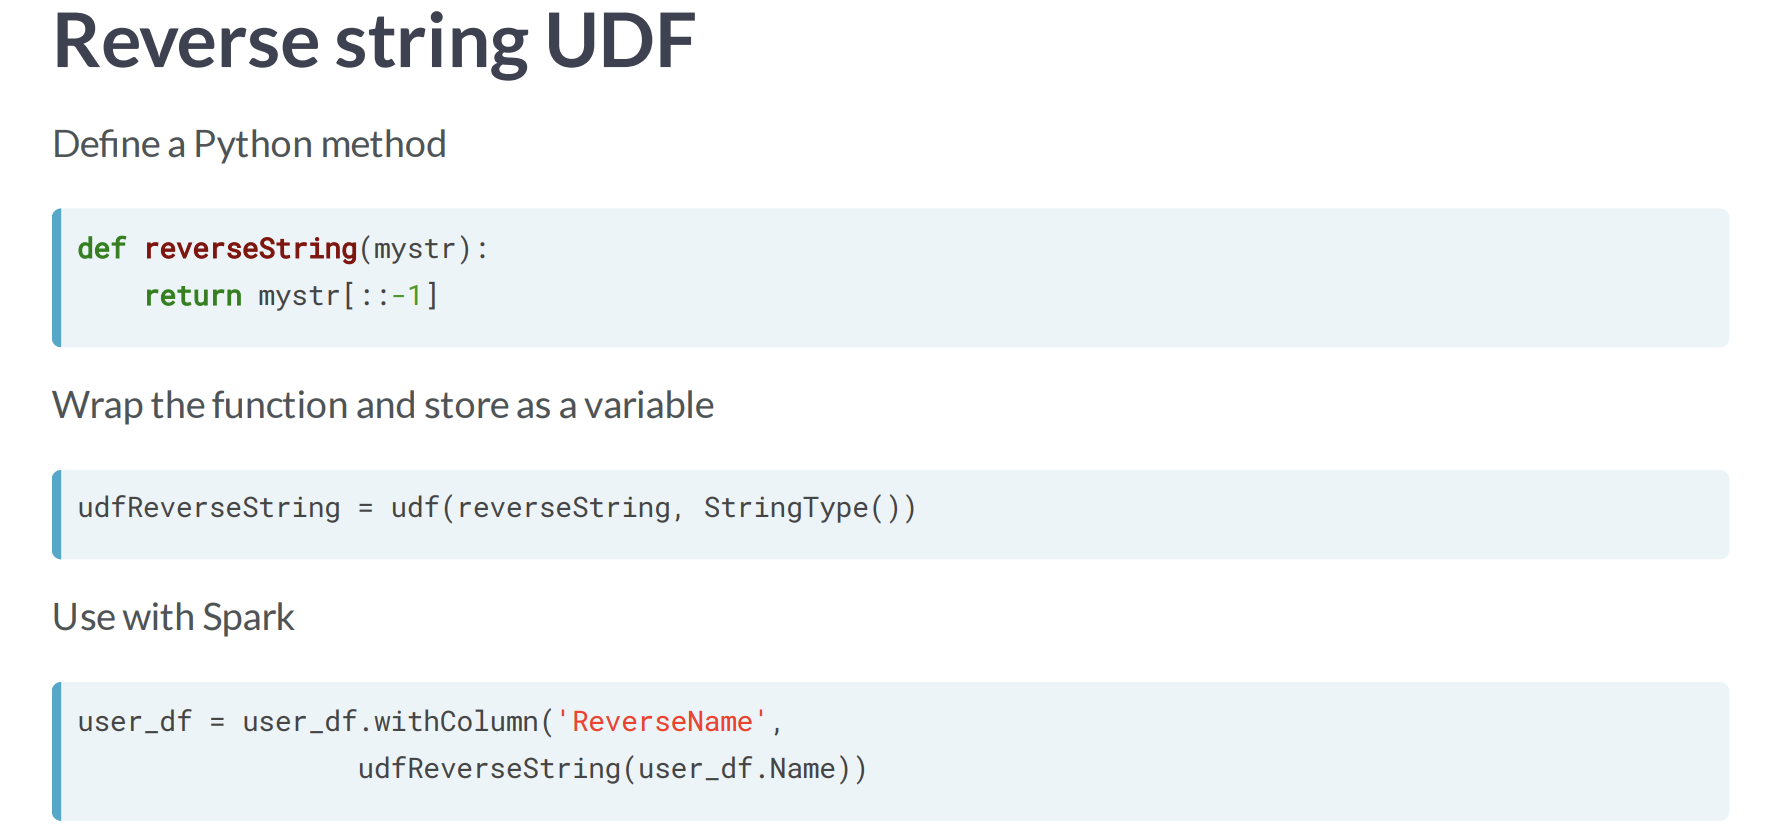 Reverse string UDF
Define a Python method
def reverseString(mystr):
    return mystr[::-1]
Wrap the function and store as a variable
udfReverseString = udf(reverseString, StringType())
Use with Spark
user_df = user_df.withColumn('ReverseName',
                 udfReverseString(user_df.Name))